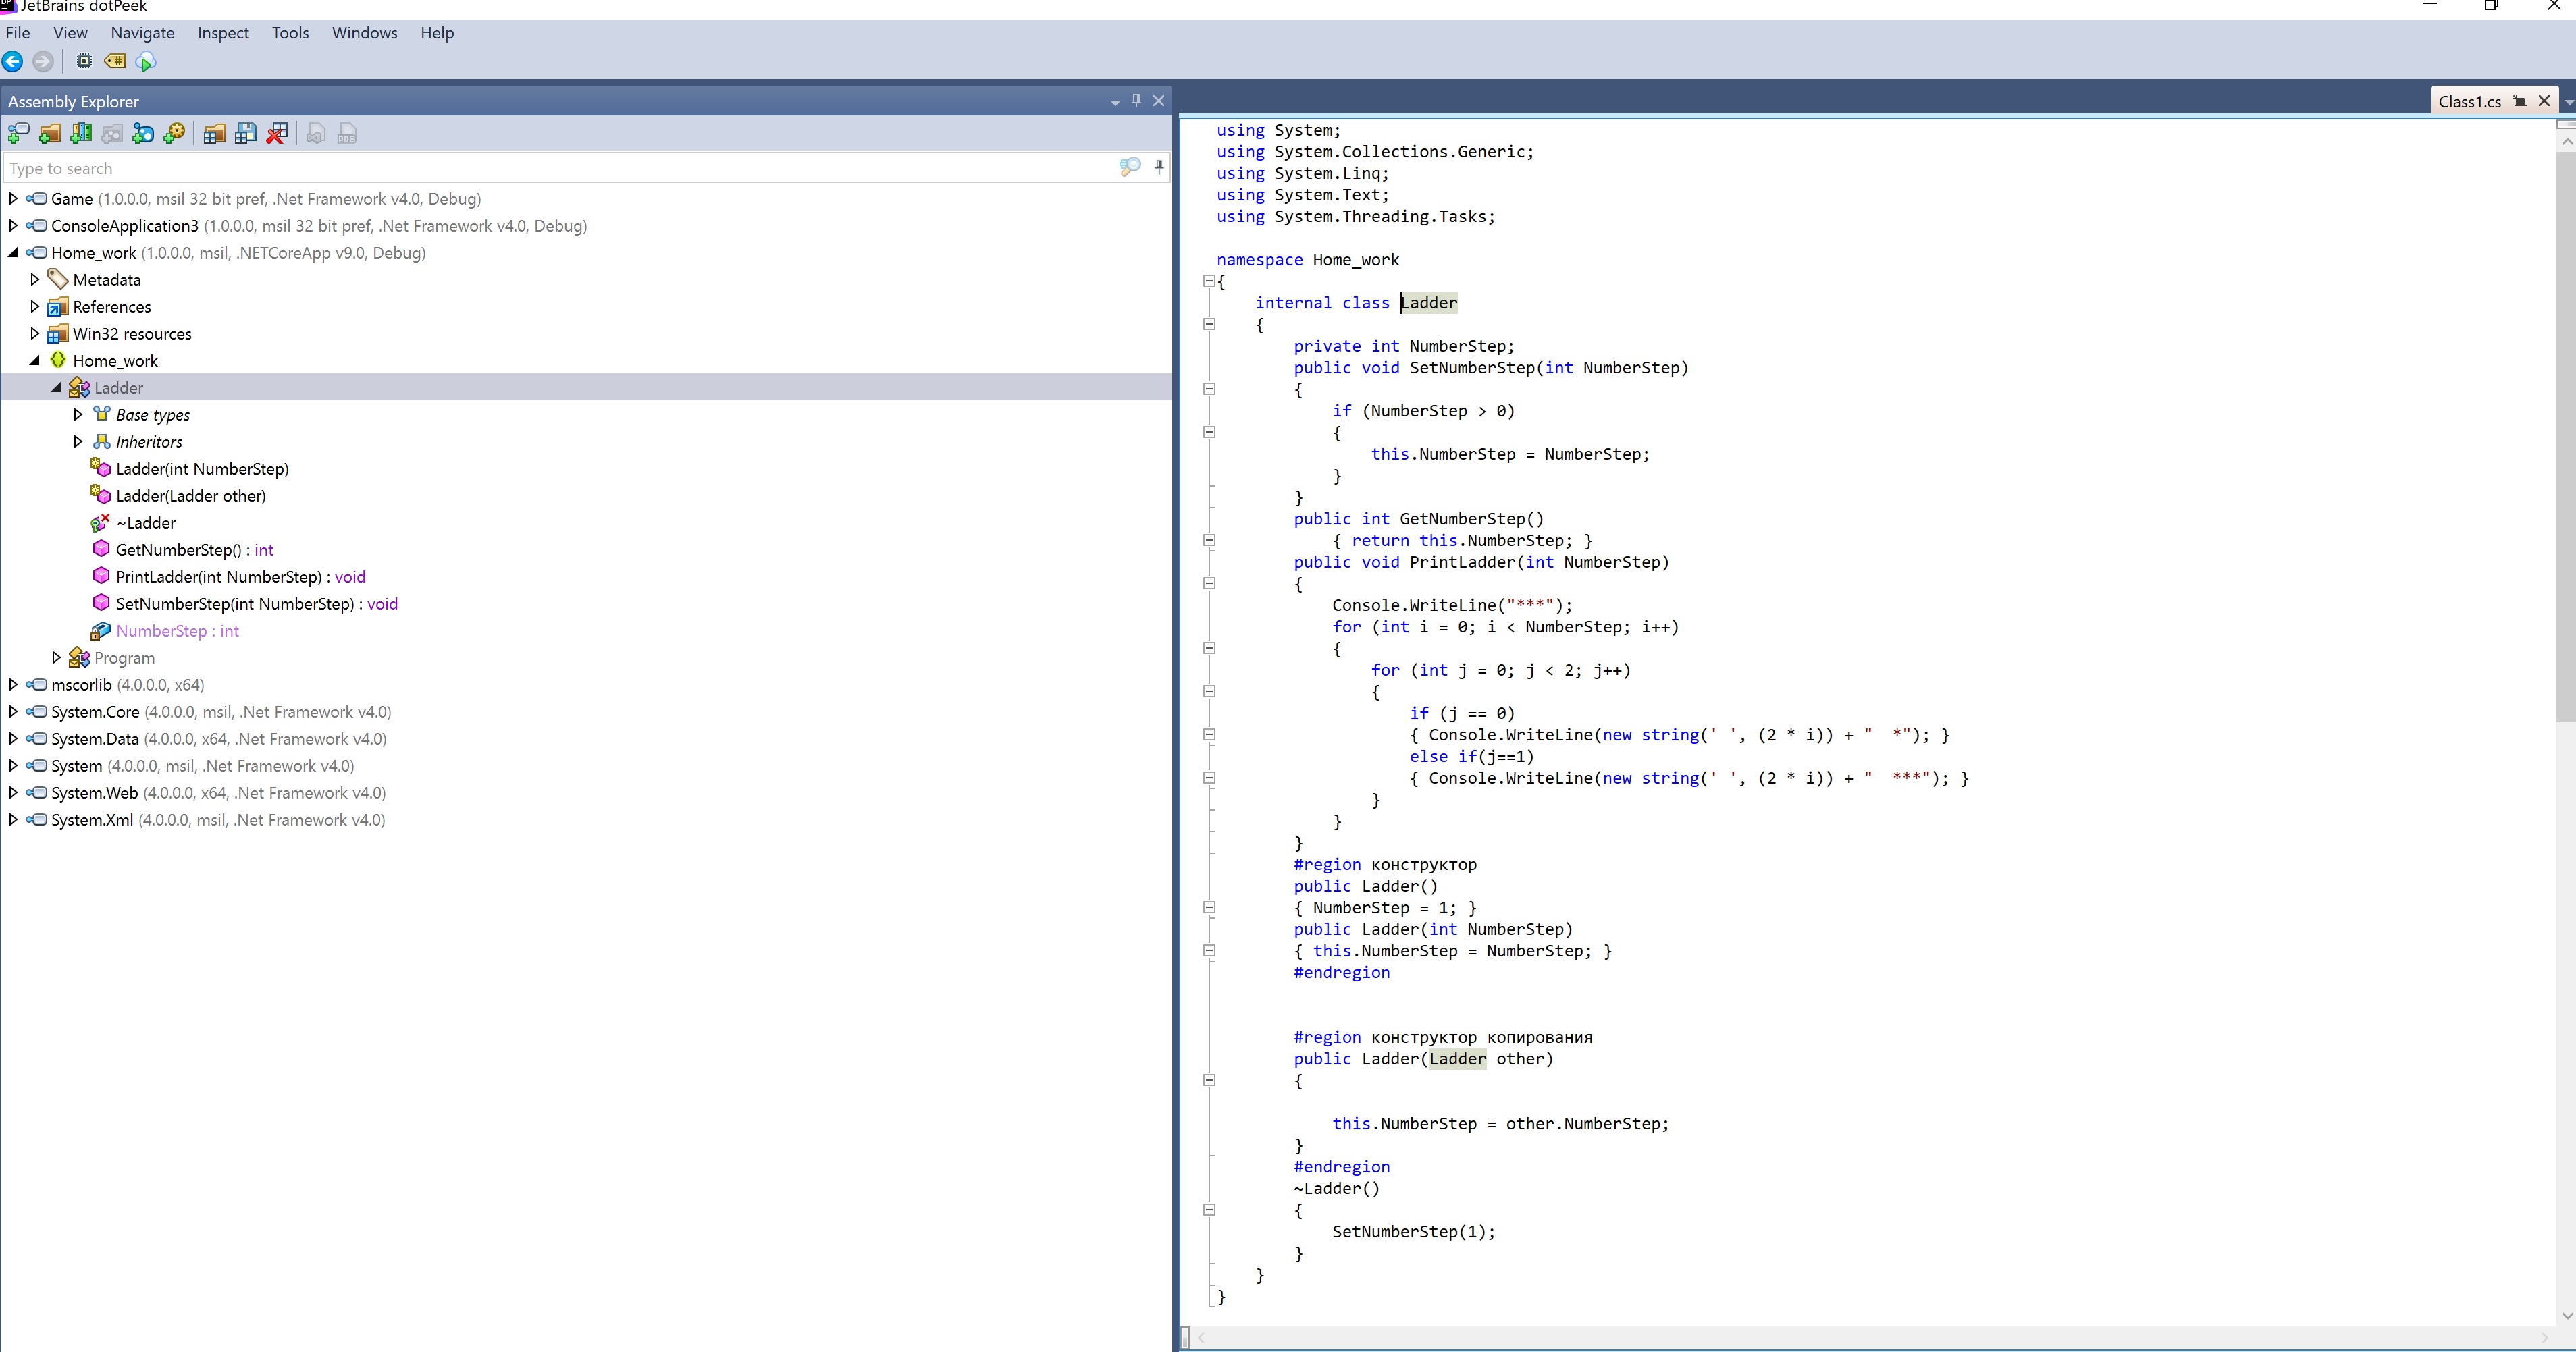 JetBrains dotPeek
File View Navigate Inspect Tools Windows Help
Assembly Explorer
Type to search
Game (1.0.0.0, msil 32 bit pref, .Net Framework v4.0, Debug)
ConsoleApplication3 (1.0.0.0, msil 32 bit pref, .Net Framework v4.0, Debug)
Home_work (1.0.0.0, msil, .NETCoreApp v9.0, Debug)
Metadata
References
Win32 resources
Home_work
Ladder
Base types
Inheritors
Ladder(int NumberStep)
Ladder(Ladder other)
~Ladder
GetNumberStep() : int
PrintLadder(int NumberStep) : void
SetNumberStep(int NumberStep) : void
NumberStep : int
Program
mscorlib (4.0.0.0, x64)
System.Core (4.0.0.0, msil, .Net Framework v4.0)
System.Data (4.0.0.0, x64, .Net Framework v4.0)
System (4.0.0.0, msil, .Net Framework v4.0)
System.Web (4.0.0.0, x64, .Net Framework v4.0)
System.Xml (4.0.0.0, msil, .Net Framework v4.0)
Class1.cs
using System;
using System.Collections.Generic;
using System.Linq;
using System.Text;
using System.Threading.Tasks;
namespace Home_work
{
internal class Ladder
{
private int NumberStep;
public void SetNumberStep(int NumberStep)
{
if (NumberStep > 0)
{
this.NumberStep = NumberStep;
}
}
public int GetNumberStep()
{ return this.NumberStep; }
public void PrintLadder(int NumberStep)
{
Console.WriteLine("***");
for (int i = 0; i < NumberStep; i++)
{
for (int j = 0; j < 2; j++)
{
if (j == 0)
{ Console.WriteLine(new string(' ', (2 * i)) + "  *"); }
else if(j==1)
{ Console.WriteLine(new string(' ', (2 * i)) + "  ***"); }
}
}
}
#region конструктор
public Ladder()
{ NumberStep = 1; }
public Ladder(int NumberStep)
{ this.NumberStep = NumberStep; }
#endregion
#region конструктор копирования
public Ladder(Ladder other)
{
this.NumberStep = other.NumberStep;
}
#endregion
~Ladder()
{
SetNumberStep(1);
}
}
}